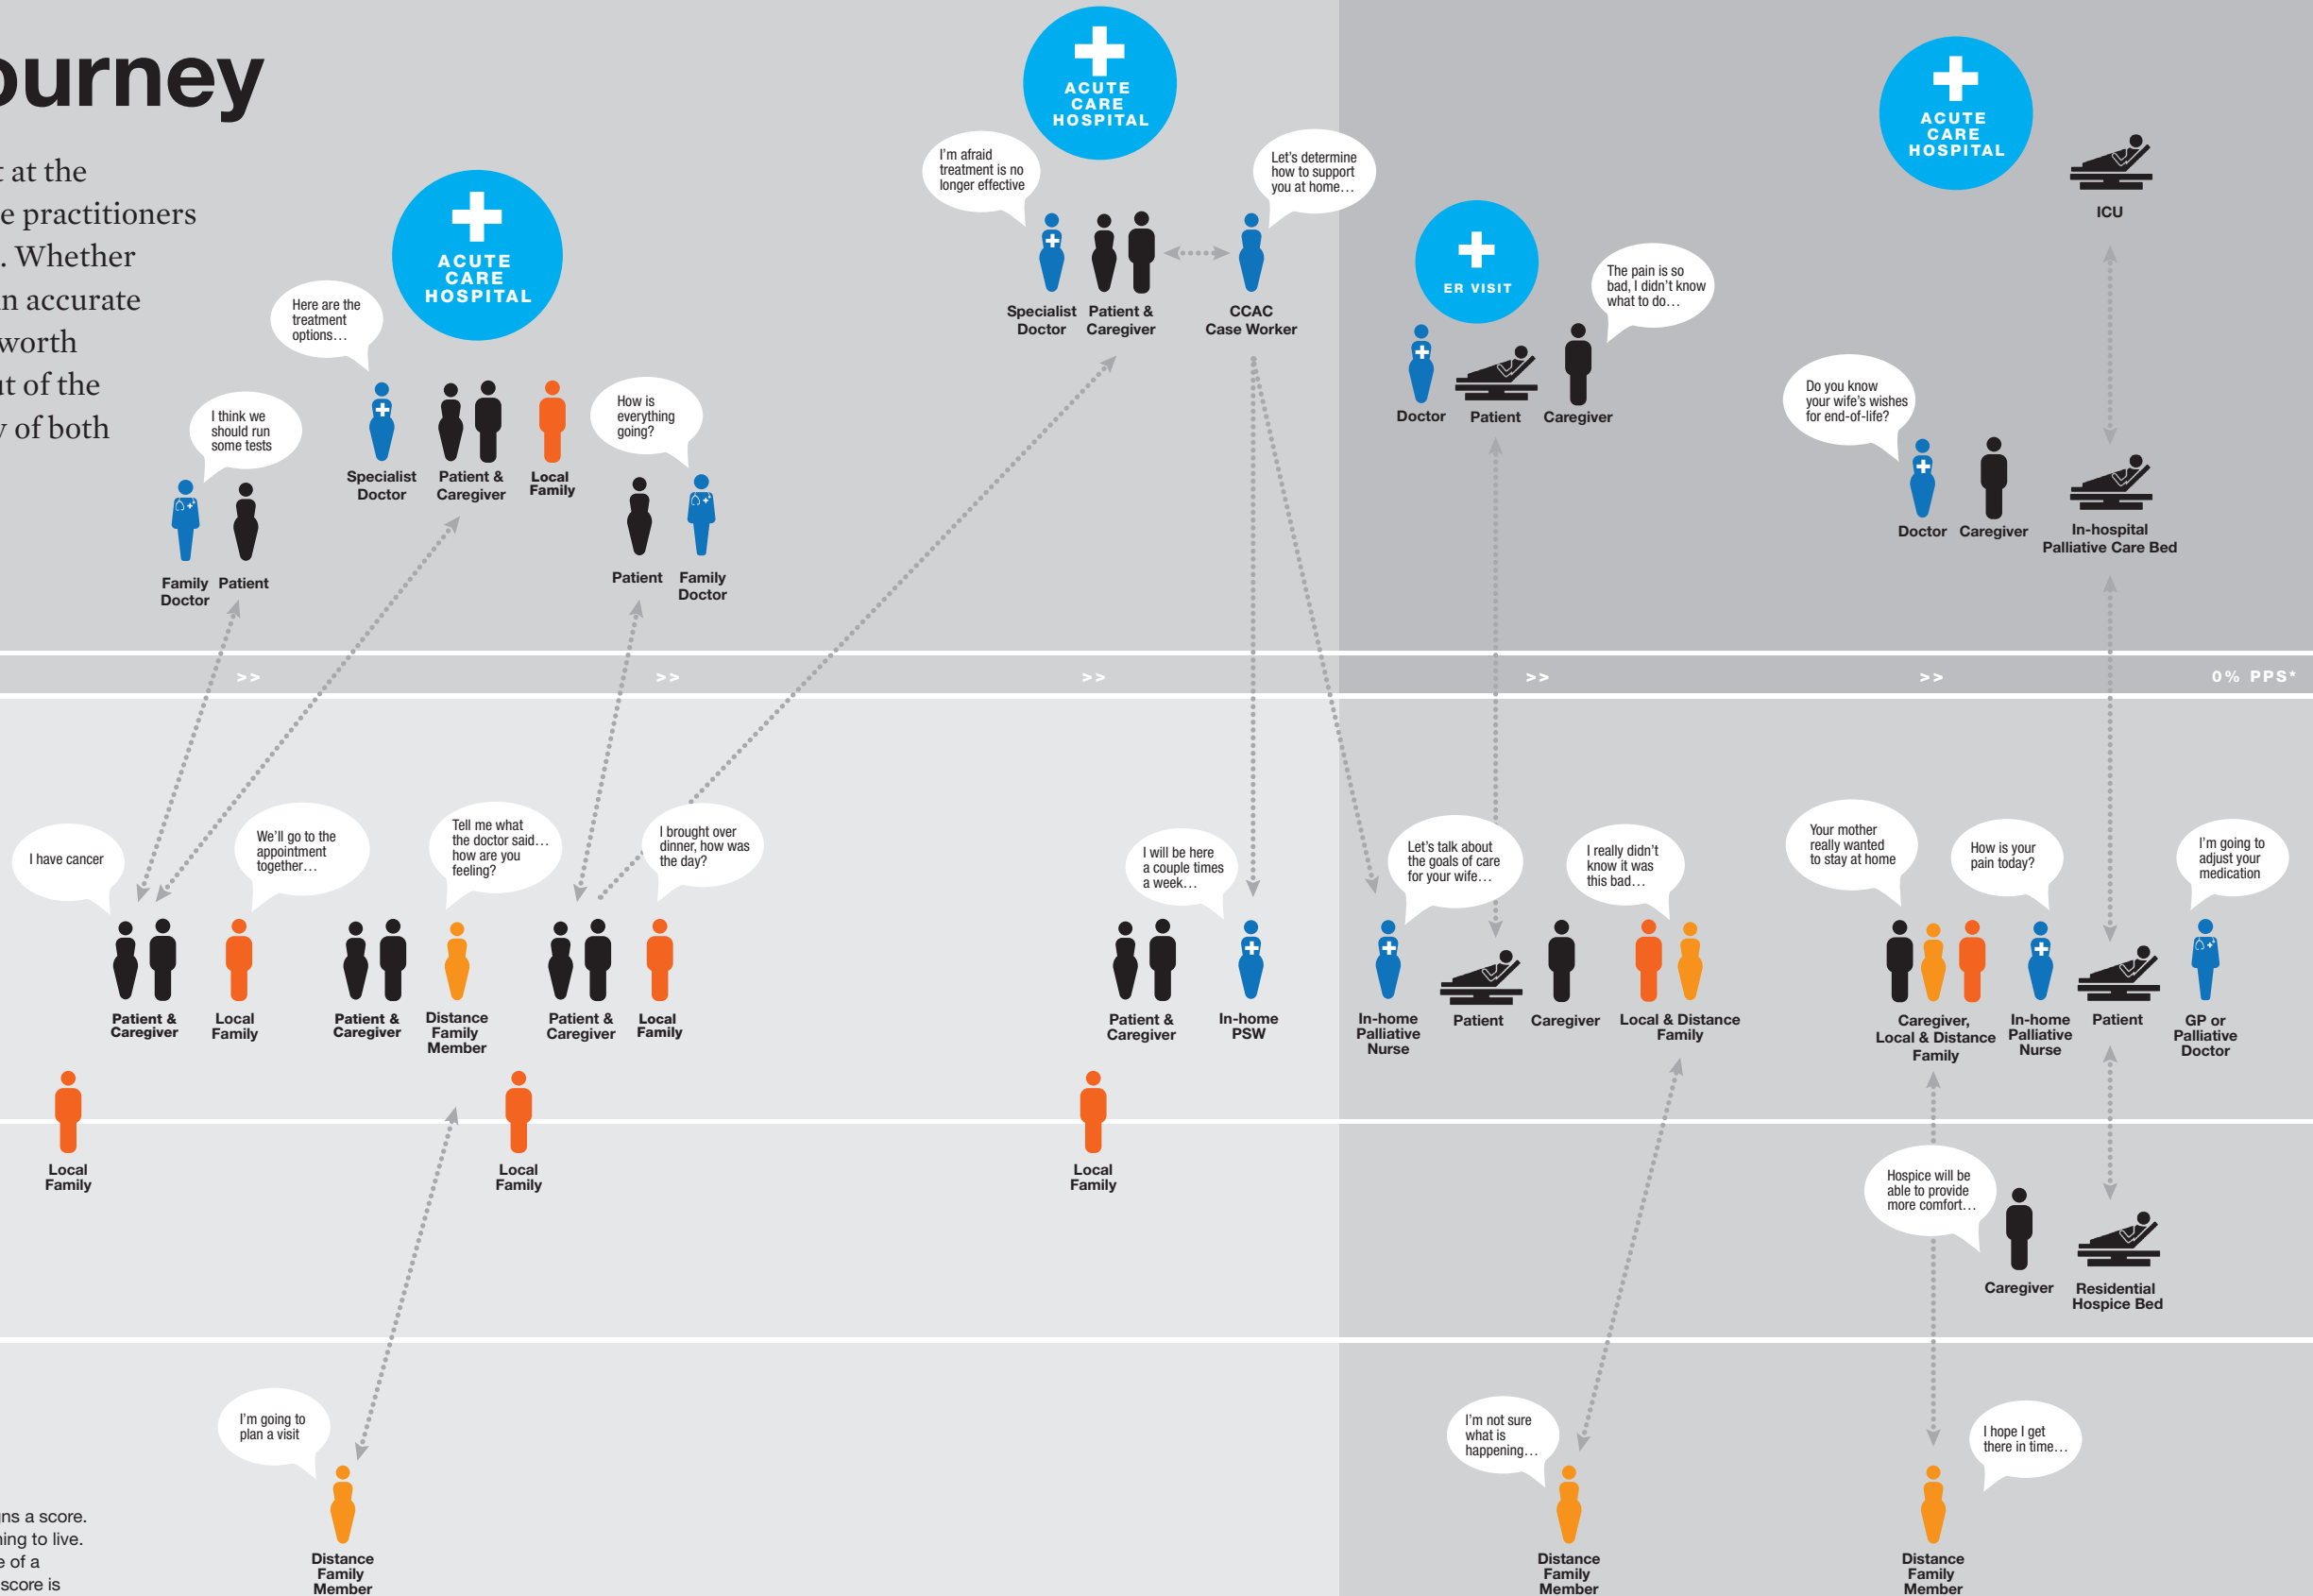 ourney
t at the
e practitioners
. Whether
n accurate
worth
ut of the
of both
ACUTE
CARE
HOSPITAL
I'm afraid
treatment is no
longer effective
Let's determine
how to support
you at home…
Specialist
Doctor
Patient &
Caregiver
CCAC
Case Worker
ACUTE
CARE
HOSPITAL
Here are the
treatment
options…
Specialist
Doctor
Patient &
Caregiver
Local
Family
I think we
should run
some tests
Family
Doctor
Patient
How is
everything
going?
Patient
Family
Doctor
ER VISIT
The pain is so
bad, I didn't know
what to do…
Doctor
Patient
Caregiver
ACUTE
CARE
HOSPITAL
ICU
Do you know
your wife's wishes
for end-of-life?
Doctor
Caregiver
In-hospital
Palliative Care Bed
>>
>>
>>
>>
>>
0% PPS*
I have cancer
We'll go to the
appointment
together…
Patient &
Caregiver
Local
Family
Tell me what
the doctor said…
how are you
feeling?
Patient &
Caregiver
Distance
Family
Member
I brought over
dinner, how was
the day?
Patient &
Caregiver
Local
Family
I will be here
a couple times
a week…
Patient &
Caregiver
In-home
PSW
Let's talk about
the goals of care
for your wife…
In-home
Palliative
Nurse
Patient
Caregiver
I really didn't
know it was
this bad…
Local & Distance
Family
Your mother
really wanted
to stay at home
Caregiver,
Local & Distance
Family
How is your
pain today?
In-home
Palliative
Nurse
Patient
I'm going to
adjust your
medication
GP or
Palliative
Doctor
Local
Family
Local
Family
Local
Family
Hospice will be
able to provide
more comfort…
Caregiver
Residential
Hospice Bed
I'm going to
plan a visit
Distance
Family
Member
I'm not sure
what is
happening…
Distance
Family
Member
I hope I get
there in time…
Distance
Family
Member
ns a score.
ning to live.
e of a
score is